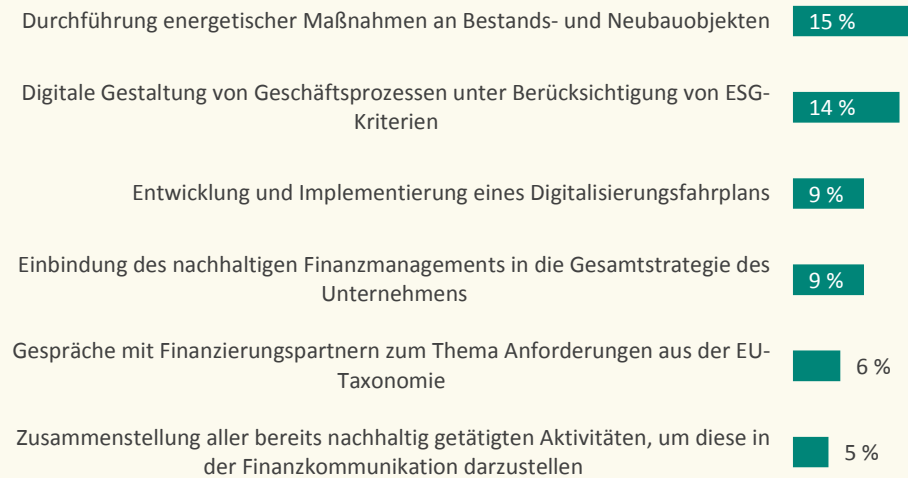 Durchführung energetischer Maßnahmen an Bestands- und Neubauobjekten 15 %
Digitale Gestaltung von Geschäftsprozessen unter Berücksichtigung von ESG-
Kriterien 14 %
Entwicklung und Implementierung eines Digitalisierungsfahrplans 9 %
Einbindung des nachhaltigen Finanzmanagements in die Gesamtstrategie des
Unternehmens 9 %
Gespräche mit Finanzierungspartnern zum Thema Anforderungen aus der EU-
Taxonomie 6 %
Zusammenstellung aller bereits nachhaltig getätigten Aktivitäten, um diese in
der Finanzkommunikation darzustellen 5 %